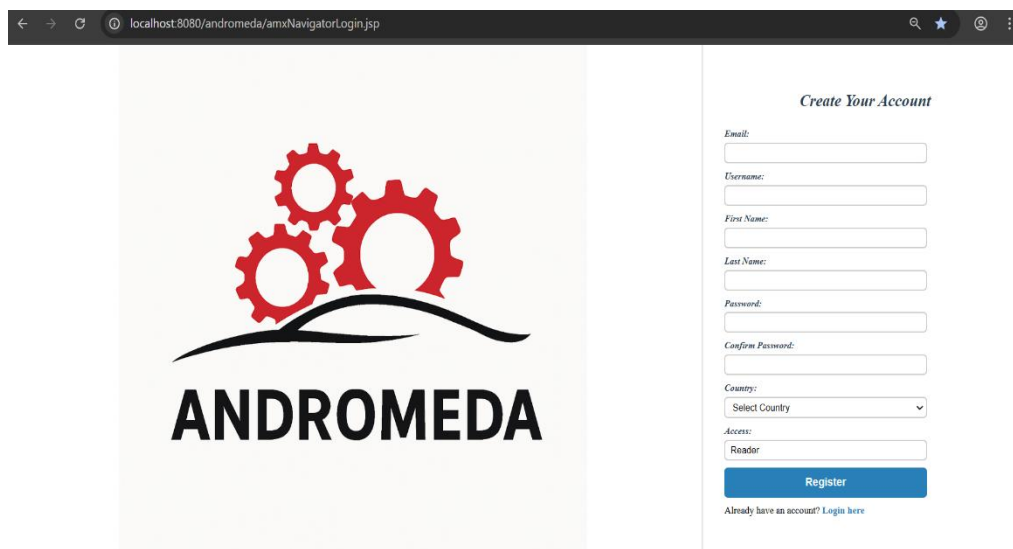 localhost:8080/andromeda/amxNavigatorLogin.jsp
ANDROMEDA
Create Your Account
Email:
Username:
First Name:
Last Name:
Password:
Confirm Password:
Country:
Select Country
Access:
Reader
Register
Already have an account? Login here